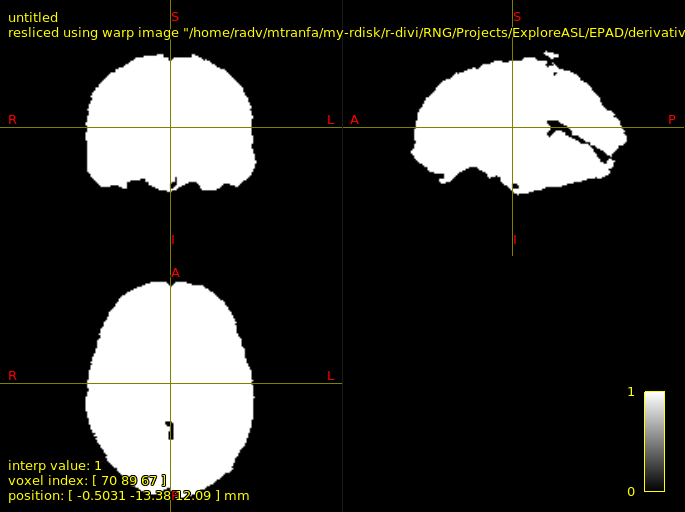 untitled
resliced using warp image "/home/radv/mtranfa/my-rdisk/r-divi/RNG/Projects/ExploreASL/EPAD/derivativ
S
S
R
L
A
P
I
I
A
R
L
1
interp value: 1
voxel index: [ 70 89 67 ]
position: [ -0.5031 -13.38 12.09 ] mm
P
0